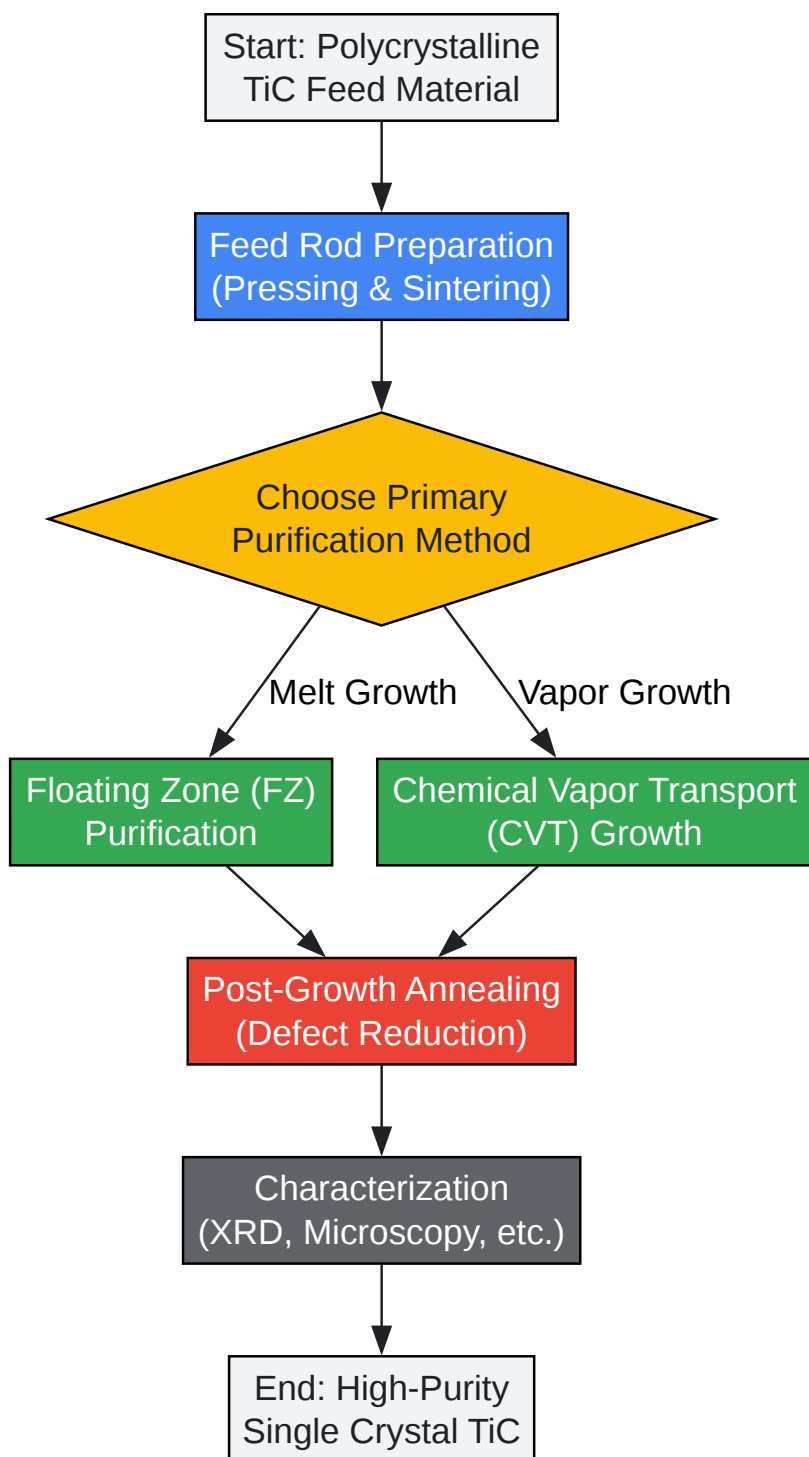 Start: Polycrystalline
TiC Feed Material
Feed Rod Preparation
(Pressing & Sintering)
Choose Primary
Purification Method
Melt Growth
Vapor Growth
Floating Zone (FZ)
Purification
Chemical Vapor Transport
(CVT) Growth
Post-Growth Annealing
(Defect Reduction)
Characterization
(XRD, Microscopy, etc.)
End: High-Purity
Single Crystal TiC